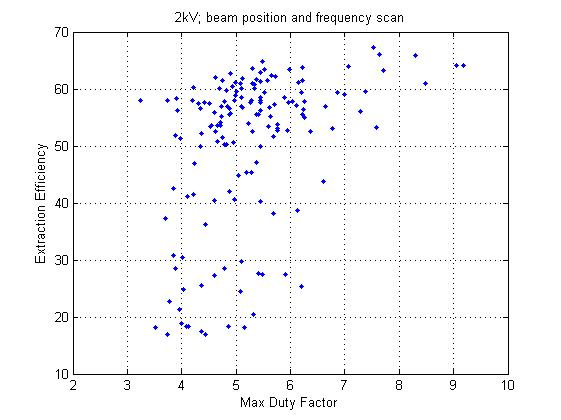 2kV; beam position and frequency scan
70
60
50
40
30
20
10
Extraction Efficiency
2 3 4 5 6 7 8 9 10
Max Duty Factor